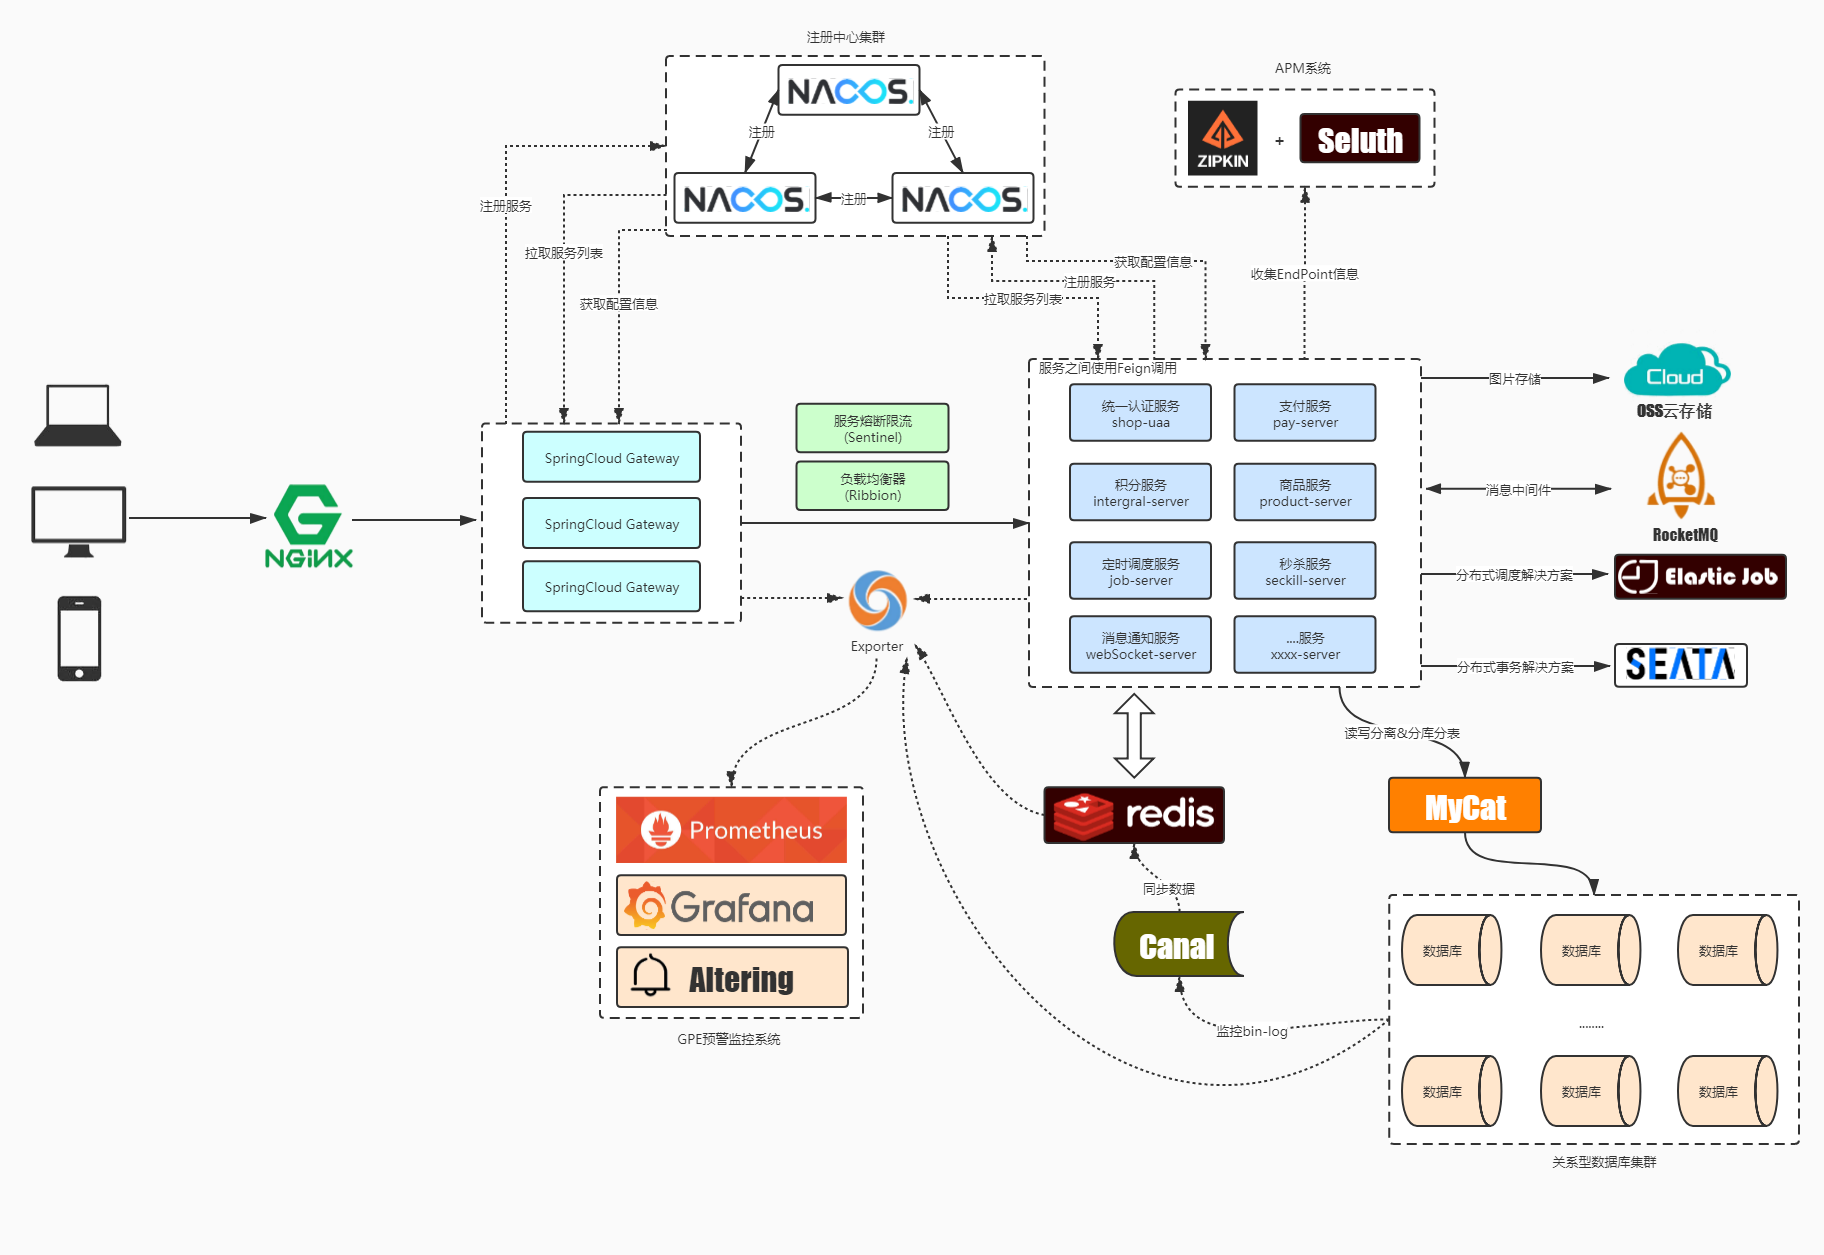 注册中心集群
NACOS.
注册
注册
NACOS.
注册
NACOS.
APM系统
ZIPKIN
+
Seluth
注册服务
拉取服务列表
获取配置信息
获取配置信息
注册服务
拉取服务列表
收集EndPoint信息
NGiNX
SpringCloud Gateway
SpringCloud Gateway
SpringCloud Gateway
服务熔断限流
(Sentinel)
负载均衡器
(Ribbion)
服务之间使用Feign调用
统一认证服务
shop-uaa
支付服务
pay-server
积分服务
intergral-server
商品服务
product-server
定时调度服务
job-server
秒杀服务
seckill-server
消息通知服务
webSocket-server
....服务
xxxx-server
图片存储
Cloud
OSS云存储
消息中间件
RocketMQ
分布式调度解决方案
Elastic Job
分布式事务解决方案
SEATA
Exporter
Prometheus
Grafana
Altering
GPE预警监控系统
redis
同步数据
Canal
监控bin-log
读写分离&分库分表
MyCat
数据库
数据库
数据库
........
数据库
数据库
数据库
关系型数据库集群